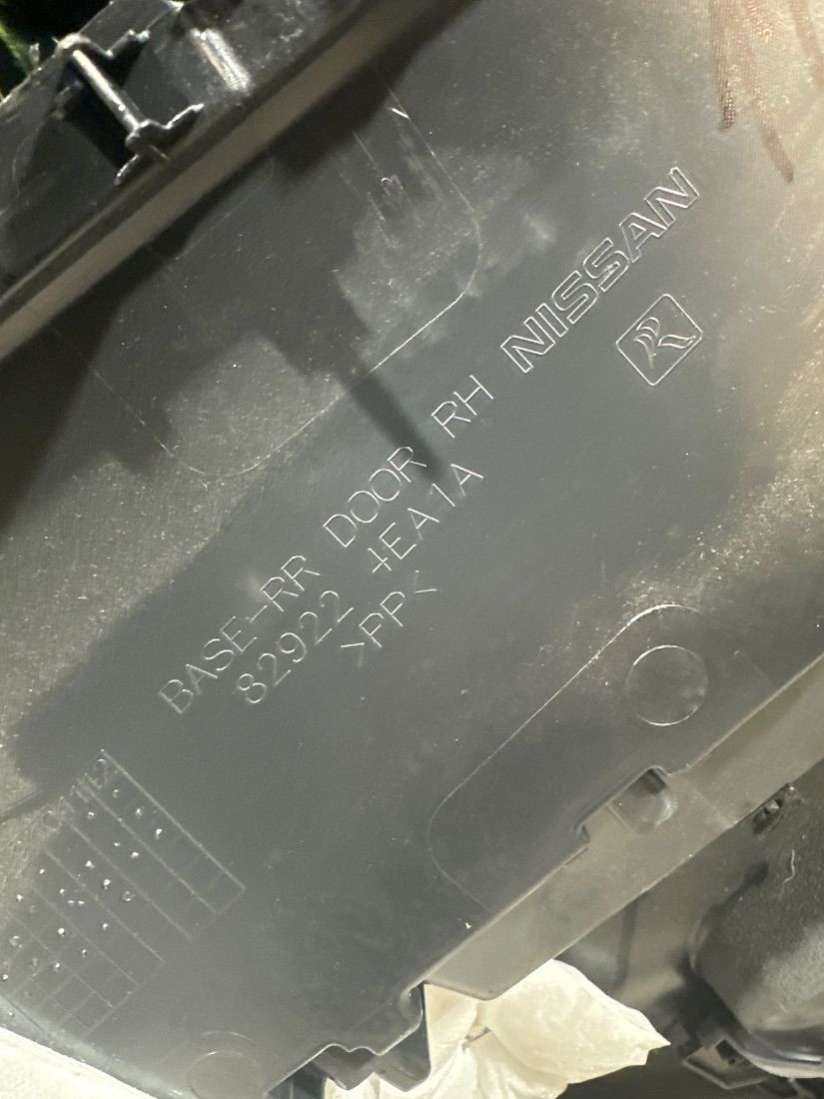 NISSAN
R
BASE-RR DOOR RH
82922 4EA1A
>PP<